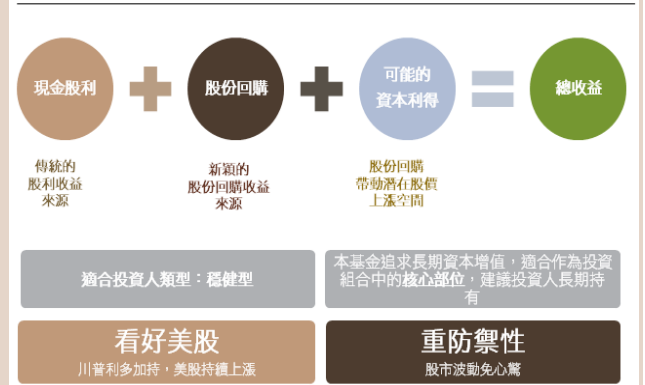 現金股利
股份回購
可能的
資本利得
總收益
傳統的
股利收益
來源
新穎的
股份回購收益
來源
股份回購
帶動潛在股價
上漲空間
適合投資人類型：穩健型
本基金追求長期資本增值，適合作為投資
組合中的核心部位，建議投資人長期持
有
看好美股
川普利多加持，美股持續上漲
重防禦性
股市波動免心驚